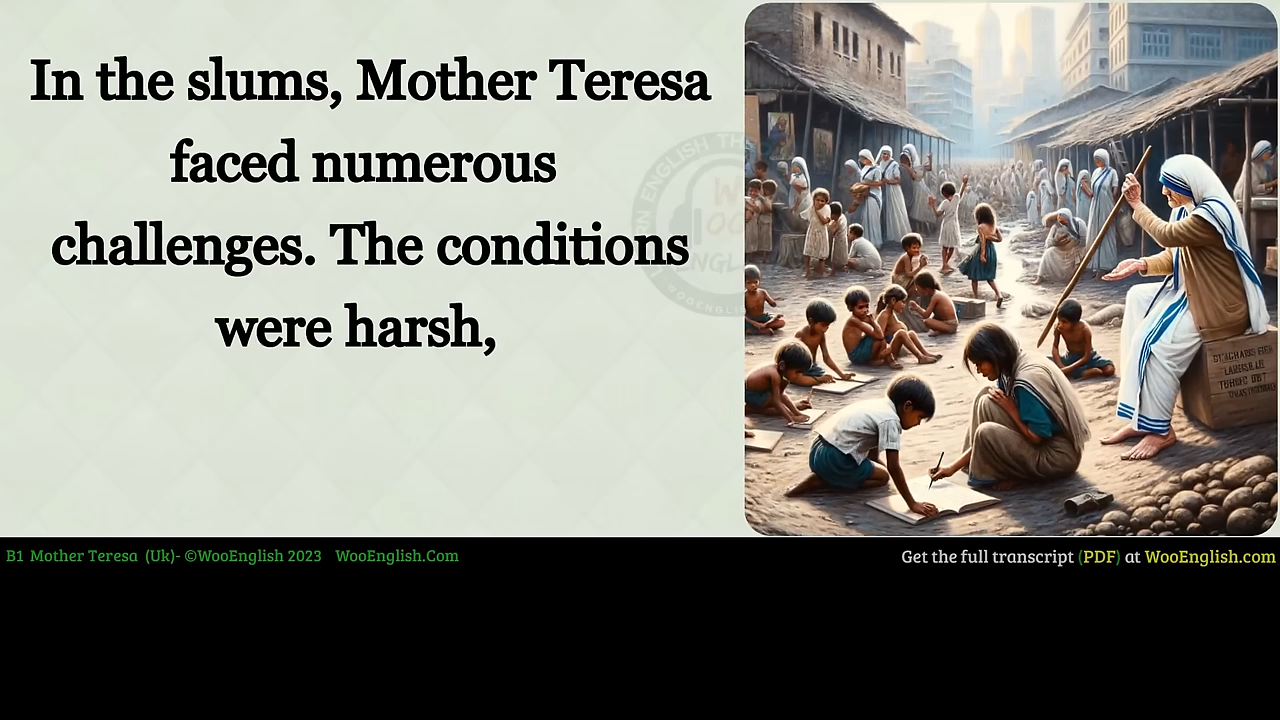 In the slums, Mother Teresa
faced numerous
challenges. The conditions
were harsh,
B1 Mother Teresa (Uk)- ©WooEnglish 2023 WooEnglish.Com
Get the full transcript (PDF) at WooEnglish.com